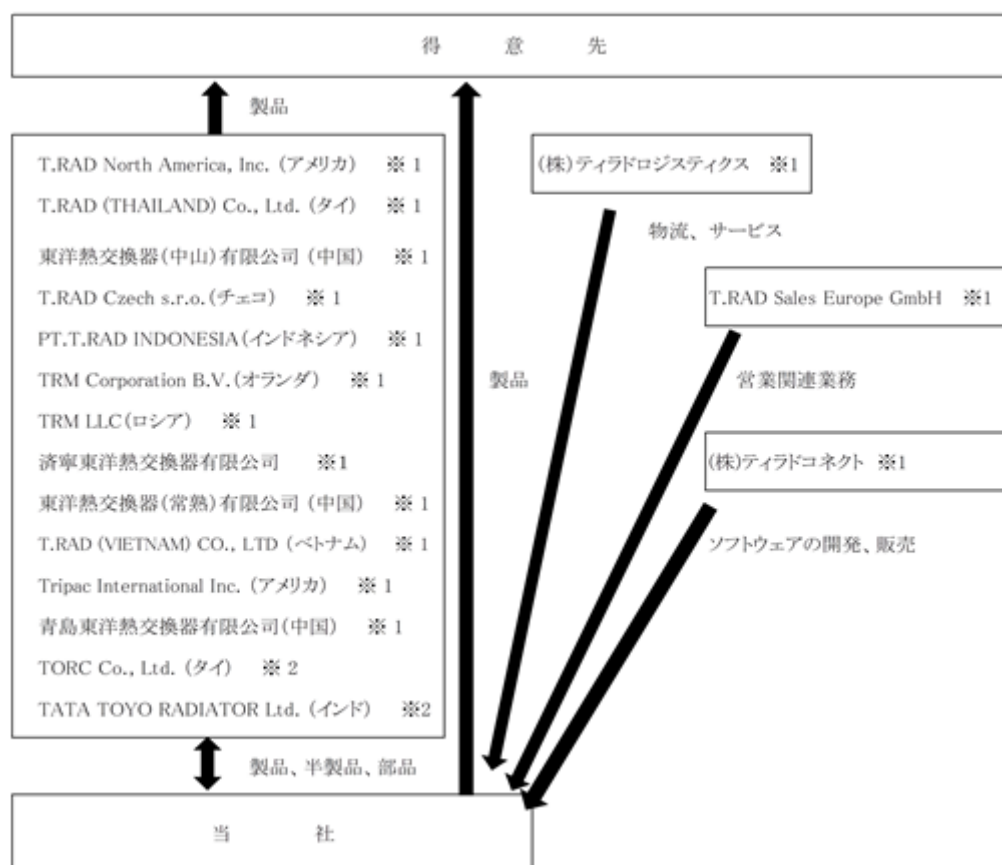 得 意 先
製品
T.RAD North America, Inc. (アメリカ) ※ 1
T.RAD (THAILAND) Co., Ltd. (タイ) ※ 1
東洋熱交換器(中山)有限公司 (中国) ※ 1
T.RAD Czech s.r.o.(チェコ) ※ 1
PT.T.RAD INDONESIA(インドネシア) ※ 1
TRM Corporation B.V.(オランダ) ※ 1
TRM LLC(ロシア) ※ 1
済寧東洋熱交換器有限公司 ※1
東洋熱交換器(常熟)有限公司 (中国) ※ 1
T.RAD (VIETNAM) CO., LTD (ベトナム) ※ 1
Tripac International Inc. (アメリカ) ※ 1
青島東洋熱交換器有限公司(中国) ※ 1
TORC Co., Ltd. (タイ) ※ 2
TATA TOYO RADIATOR Ltd. (インド) ※2
製品
(株)ティラドロジスティクス ※1
物流、サービス
T.RAD Sales Europe GmbH ※1
営業関連業務
(株)ティラドコネクト ※1
ソフトウェアの開発、販売
製品、半製品、部品
当 社